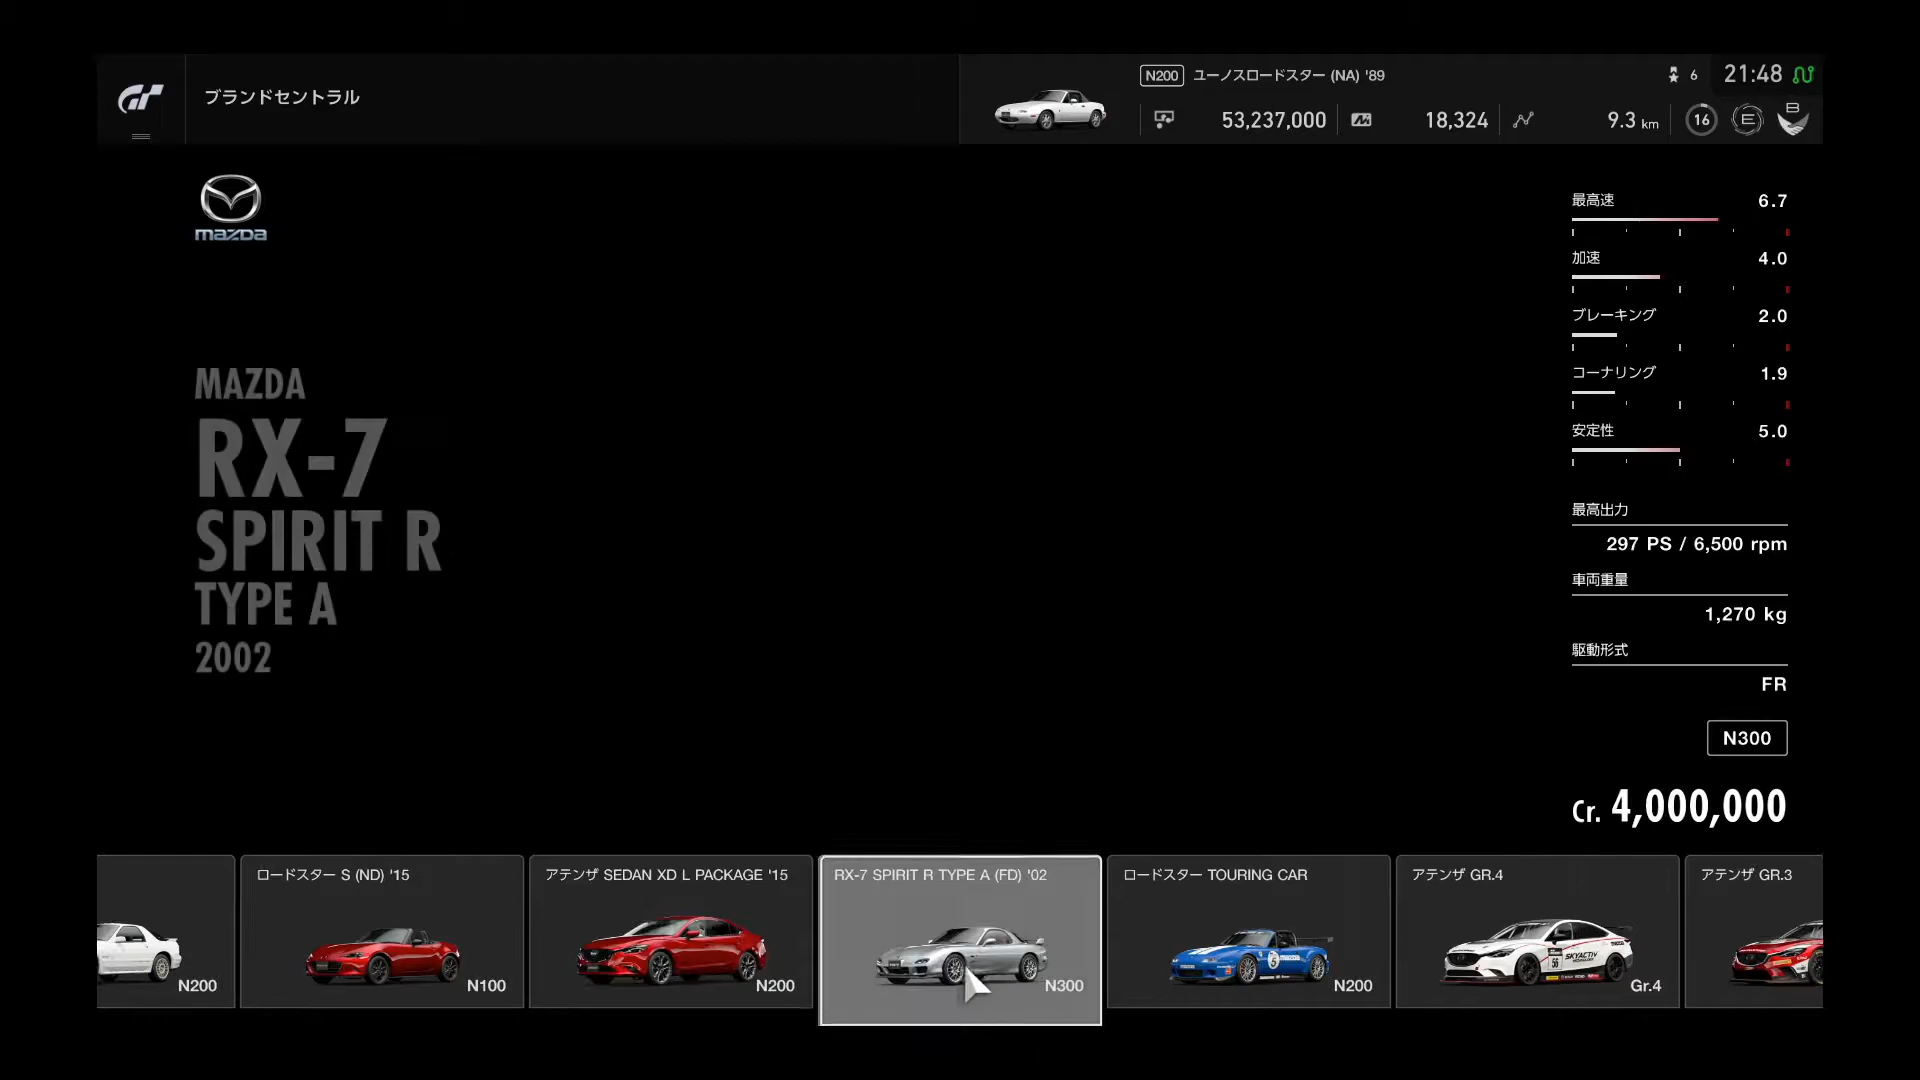 ブランドセントラル
N200 ユーノスロードスター (NA) '89
6
21:48
53,237,000
18,324
9.3 km
16
E
B
mazda
MAZDA
RX-7
SPIRIT R
TYPE A
2002
最高速 6.7
加速 4.0
ブレーキング 2.0
コーナリング 1.9
安定性 5.0
最高出力
297 PS / 6,500 rpm
車両重量
1,270 kg
駆動形式
FR
N300
Cr. 4,000,000
N200
ロードスター S (ND) '15
N100
アテンザ SEDAN XD L PACKAGE '15
N200
RX-7 SPIRIT R TYPE A (FD) '02
N300
ロードスター TOURING CAR
5
N200
アテンザ GR.4
SKYACTIV
56
Gr.4
アテンザ GR.3